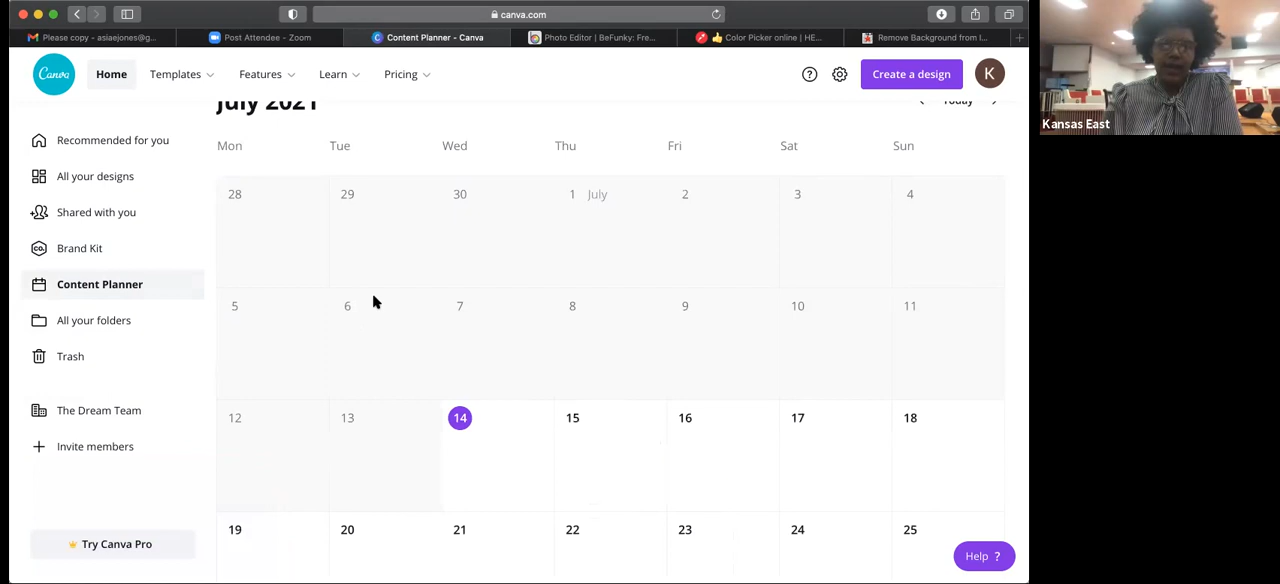 canva.com
Please copy - asiaejones@g...
Post Attendee - Zoom
Content Planner - Canva
Photo Editor | BeFunky: Fre...
Color Picker online | HE...
Remove Background from I...
Canva
Home
Templates
Features
Learn
Pricing
Create a design
K
Kansas East
July 2021
Today
Recommended for you
All your designs
Shared with you
Brand Kit
Content Planner
All your folders
Trash
The Dream Team
Invite members
Try Canva Pro
Mon Tue Wed Thu Fri Sat Sun
28 29 30 1 July 2 3 4
5 6 7 8 9 10 11
12 13 14 15 16 17 18
19 20 21 22 23 24 25
Help ?